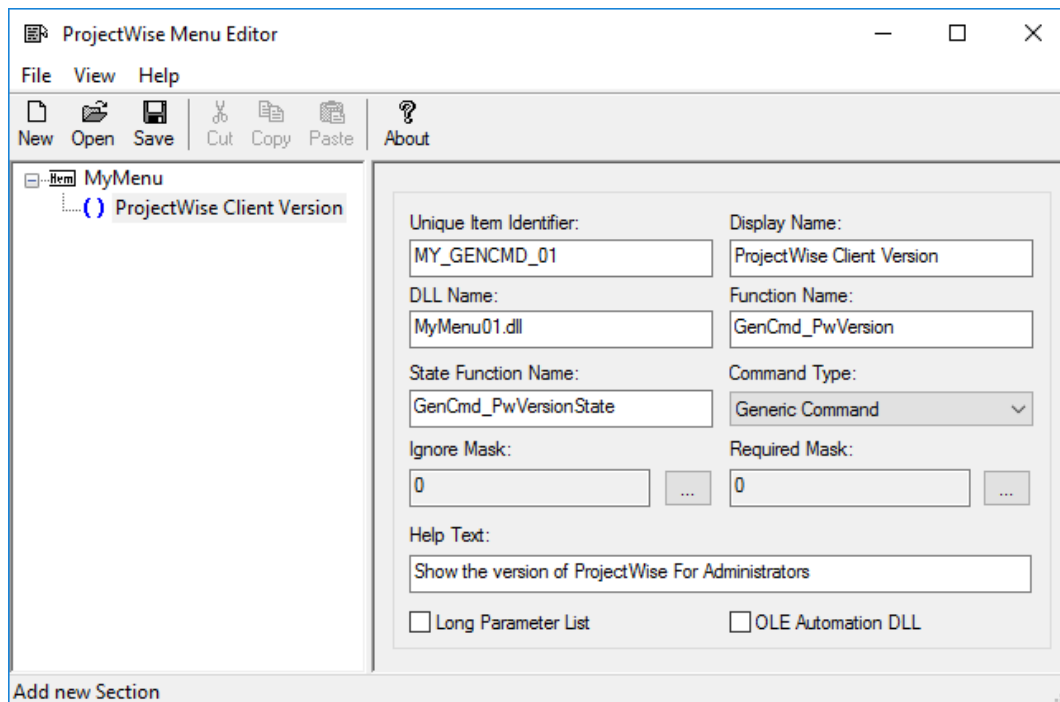 ProjectWise Menu Editor
File View Help
New Open Save Cut Copy Paste About
Item MyMenu
( ) ProjectWise Client Version
Unique Item Identifier: Display Name:
MY_GENCMD_01 ProjectWise Client Version
DLL Name: Function Name:
MyMenu01.dll GenCmd_PwVersion
State Function Name: Command Type:
GenCmd_PwVersionState Generic Command
Ignore Mask: Required Mask:
0 ... 0 ...
Help Text:
Show the version of ProjectWise For Administrators
Long Parameter List OLE Automation DLL
Add new Section